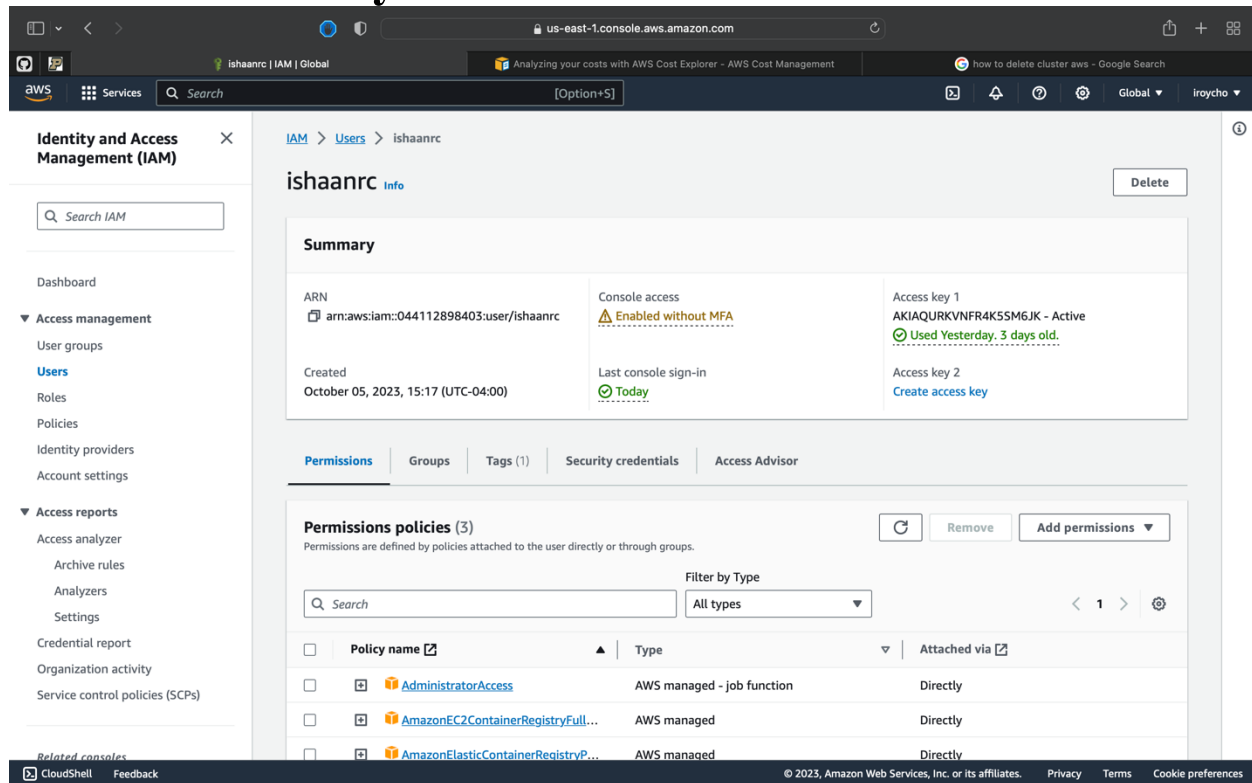 us-east-1.console.aws.amazon.com
ishaanrc | IAM | Global
Analyzing your costs with AWS Cost Explorer - AWS Cost Management
how to delete cluster aws - Google Search
aws
Services
Search
[Option+S]
Global
iroycho
Identity and Access
Management (IAM)
Search IAM
Dashboard
Access management
User groups
Users
Roles
Policies
Identity providers
Account settings
Access reports
Access analyzer
Archive rules
Analyzers
Settings
Credential report
Organization activity
Service control policies (SCPs)
Related consoles
IAM > Users > ishaanrc
ishaanrc Info
Delete
Summary
ARN
arn:aws:iam::044112898403:user/ishaanrc
Console access
Enabled without MFA
Access key 1
AKIAQURKVNFR4K5SM6JK - Active
Used Yesterday. 3 days old.
Created
October 05, 2023, 15:17 (UTC-04:00)
Last console sign-in
Today
Access key 2
Create access key
Permissions
Groups
Tags (1)
Security credentials
Access Advisor
Permissions policies (3)
Permissions are defined by policies attached to the user directly or through groups.
Remove
Add permissions
Filter by Type
Search
All types
1
Policy name
Type
Attached via
AdministratorAccess
AWS managed - job function
Directly
AmazonEC2ContainerRegistryFull...
AWS managed
Directly
AmazonElasticContainerRegistryP...
AWS managed
Directly
CloudShell
Feedback
© 2023, Amazon Web Services, Inc. or its affiliates.
Privacy
Terms
Cookie preferences